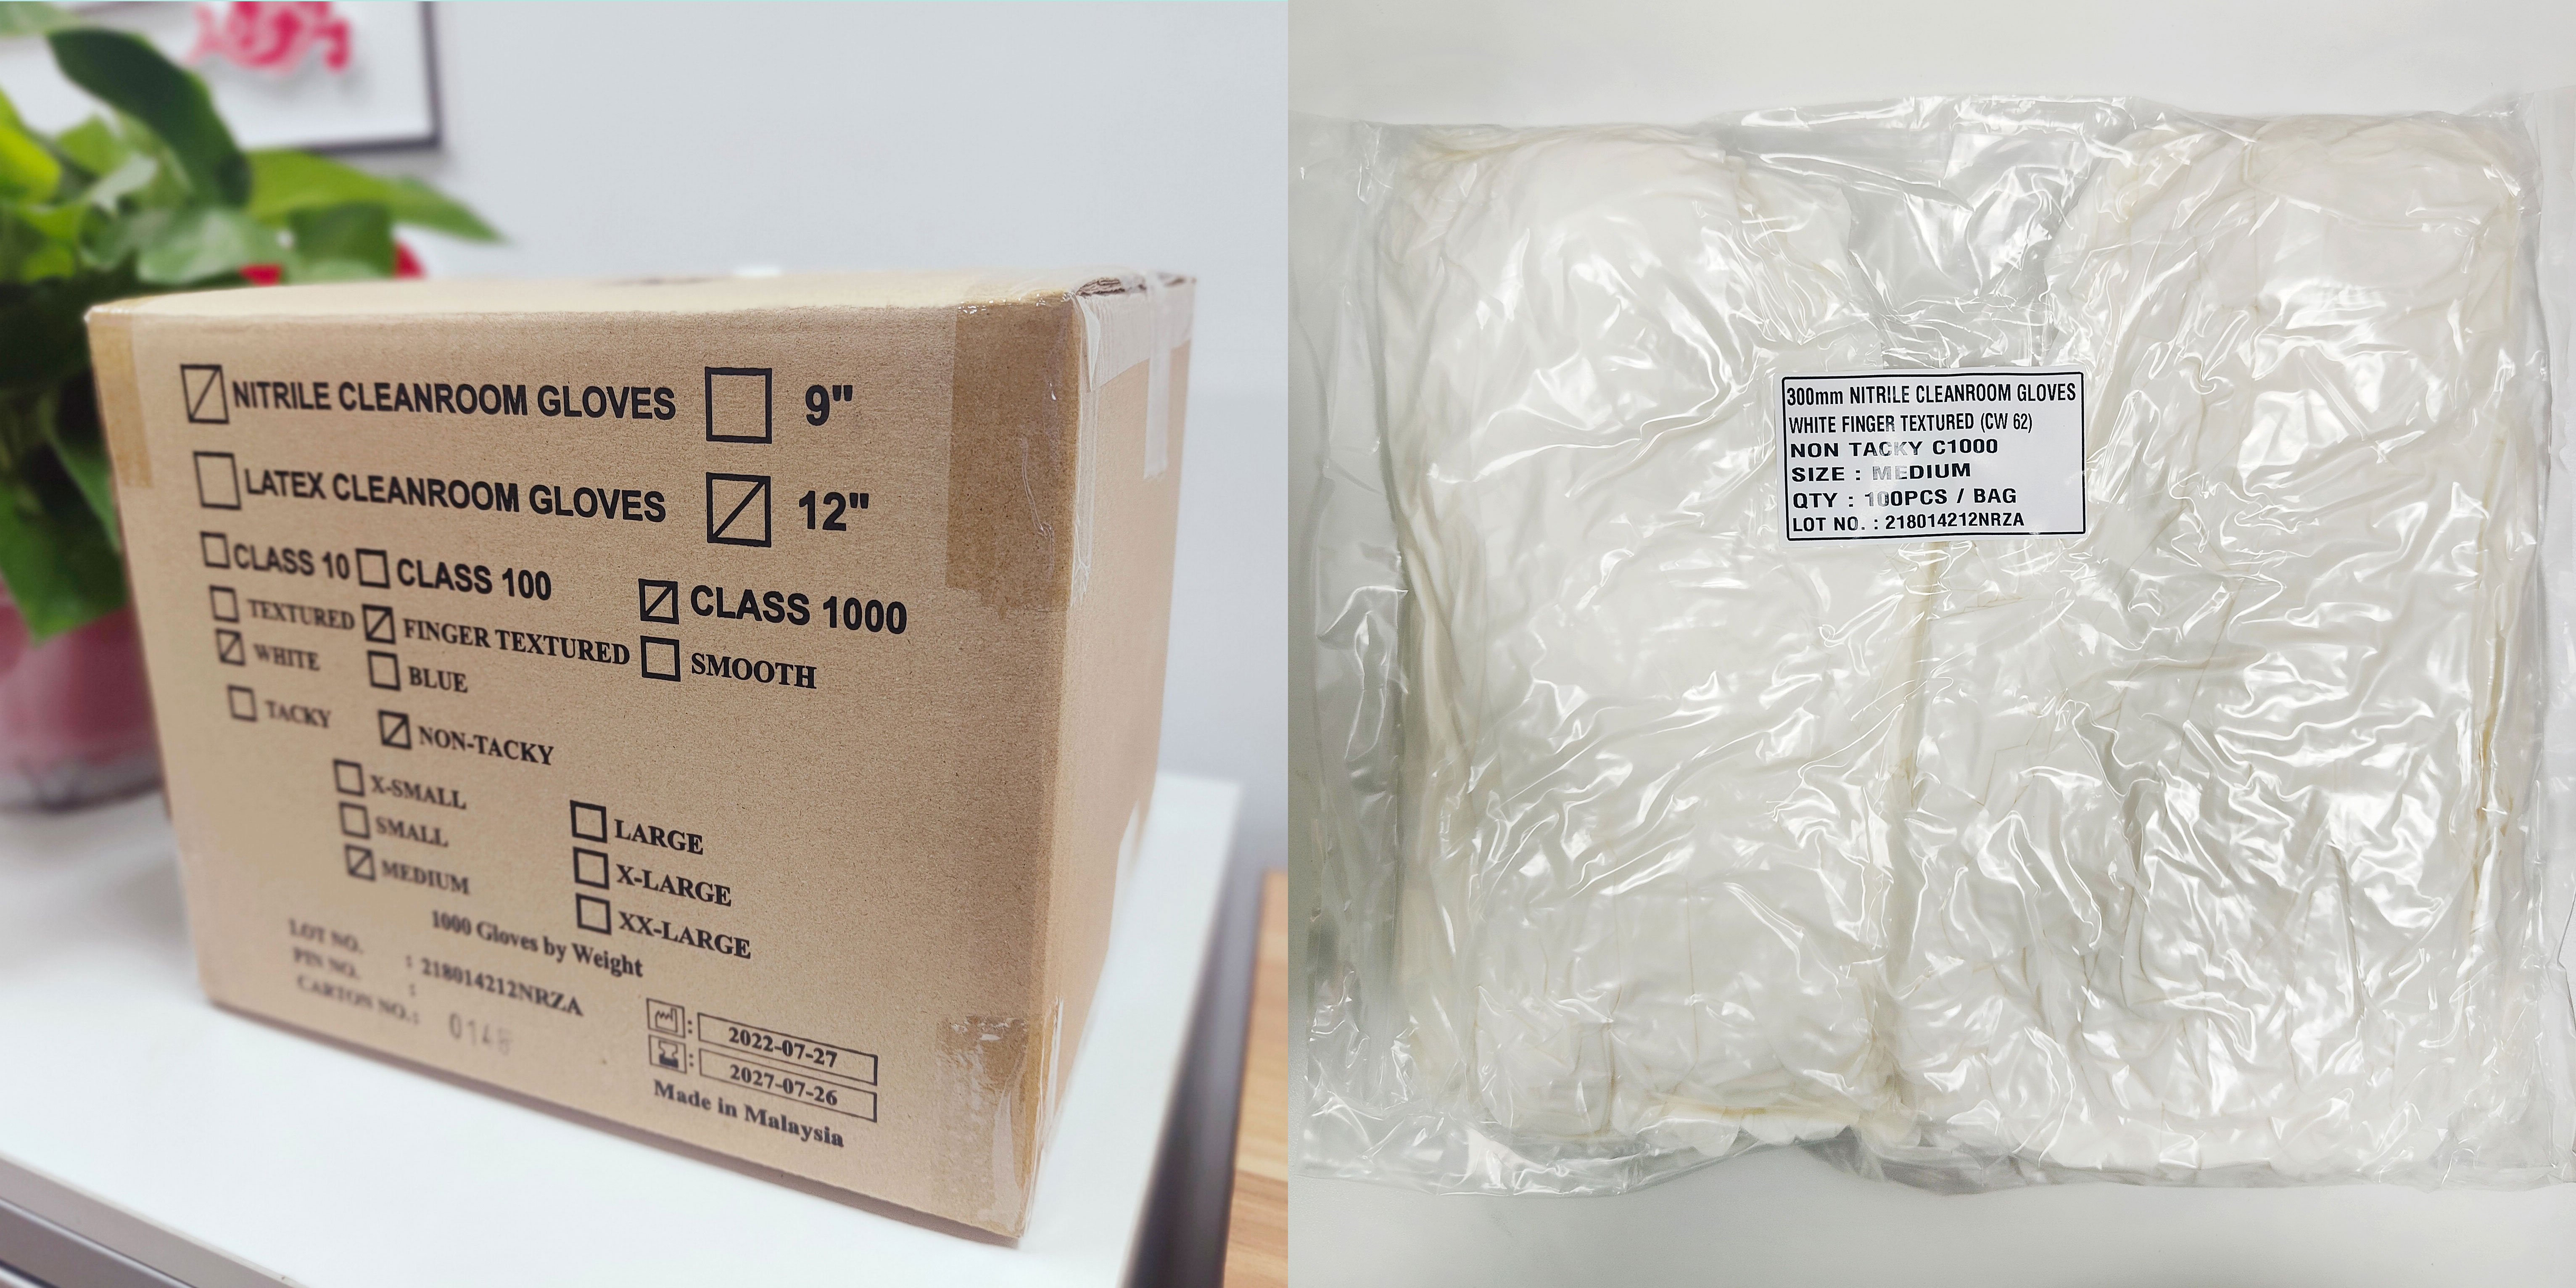 NITRILE CLEANROOM GLOVES 9"
LATEX CLEANROOM GLOVES 12"
CLASS 10 CLASS 100 CLASS 1000
TEXTURED FINGER TEXTURED SMOOTH
WHITE BLUE
TACKY NON-TACKY
X-SMALL LARGE
SMALL X-LARGE
MEDIUM XX-LARGE
1000 Gloves by Weight
LOT NO. : 218014212NRZA
PIN NO. :
CARTON NO.:
: 2022-07-27
: 2027-07-26
Made in Malaysia
300mm NITRILE CLEANROOM GLOVES
WHITE FINGER TEXTURED (CW 62)
NON TACKY C1000
SIZE : MEDIUM
QTY : 100PCS / BAG
LOT NO. : 218014212NRZA